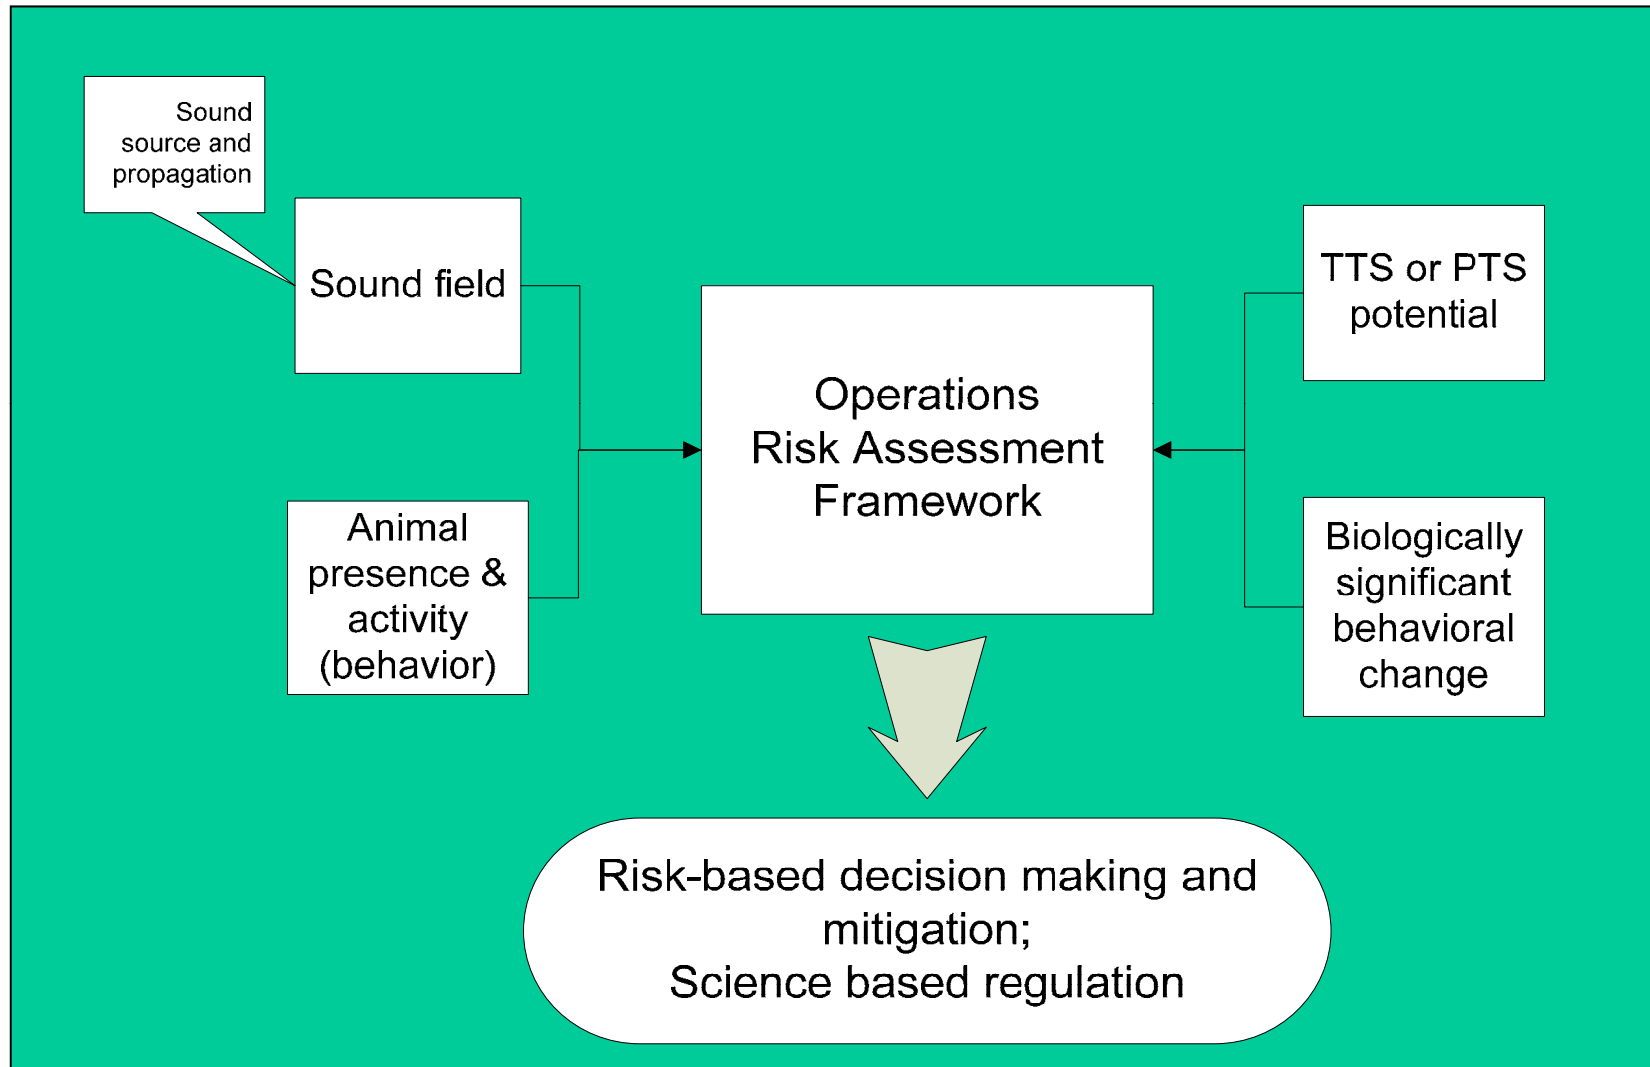 Sound
source and
propagation
Sound field
Animal
presence &
activity
(behavior)
Operations
Risk Assessment
Framework
TTS or PTS
potential
Biologically
significant
behavioral
change
Risk-based decision making and
mitigation;
Science based regulation